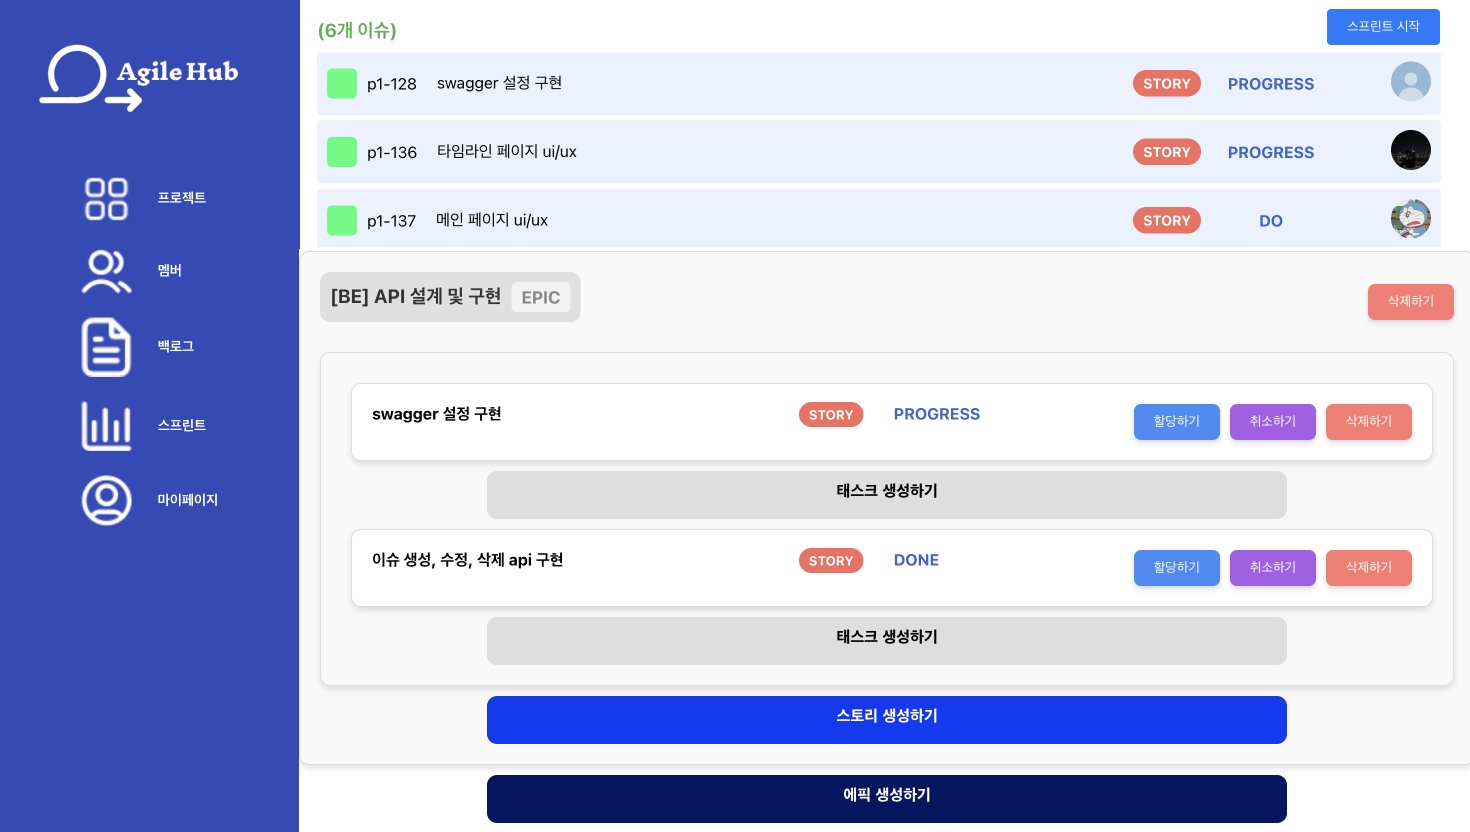 Agile Hub
프로젝트
멤버
백로그
스프린트
마이페이지
(6개 이슈)
스프린트 시작
p1-128 swagger 설정 구현 STORY PROGRESS
p1-136 타임라인 페이지 ui/ux STORY PROGRESS
p1-137 메인 페이지 ui/ux STORY DO
[BE] API 설계 및 구현 EPIC
삭제하기
swagger 설정 구현 STORY PROGRESS 할당하기 취소하기 삭제하기
태스크 생성하기
이슈 생성, 수정, 삭제 api 구현 STORY DONE 할당하기 취소하기 삭제하기
태스크 생성하기
스토리 생성하기
에픽 생성하기